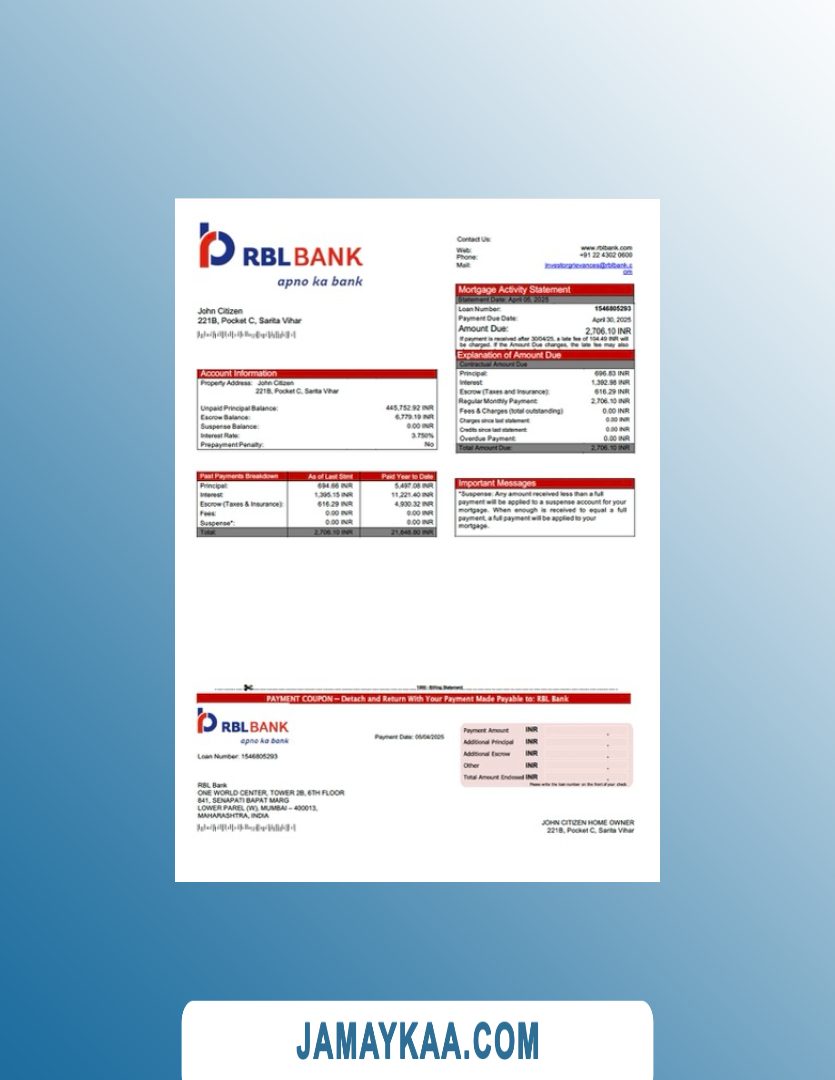 RBL BANK
apno ka bank
Contact Us:
Web: www.rblbank.com
Phone: +91 22 4302 0600
Mail: investorgrievances@rblbank.c
om
John Citizen
221B, Pocket C, Sarita Vihar
Mortgage Activity Statement
Statement Date: April 05, 2025
Loan Number: 1546805293
Payment Due Date: April 30, 2025
Amount Due: 2,706.10 INR
If payment is received after 30/04/25, a late fee of 104.49 INR will
be charged. If the Amount Due changes, the late fee may also
Explanation of Amount Due
Contractual Amount Due
Principal: 696.83 INR
Interest: 1,392.98 INR
Escrow (Taxes and Insurance): 616.29 INR
Regular Monthly Payment: 2,706.10 INR
Fees & Charges (total outstanding) 0.00 INR
Charges since last statement: 0.00 INR
Credits since last statement: 0.00 INR
Overdue Payment: 0.00 INR
Total Amount Due: 2,706.10 INR
Account Information
Property Address: John Citizen
221B, Pocket C, Sarita Vihar
Unpaid Principal Balance: 445,752.92 INR
Escrow Balance: 6,779.19 INR
Suspense Balance: 0.00 INR
Interest Rate: 3.750%
Prepayment Penalty: No
Past Payments Breakdown As of Last Stmt Paid Year to Date
Principal: 694.66 INR 5,497.08 INR
Interest: 1,395.15 INR 11,221.40 INR
Escrow (Taxes & Insurance): 616.29 INR 4,930.32 INR
Fees: 0.00 INR 0.00 INR
Suspense*: 0.00 INR 0.00 INR
Total: 2,706.10 INR 21,648.80 INR
Important Messages
*Suspense: Any amount received less than a full
payment will be applied to a suspense account for your
mortgage. When enough is received to equal a full
payment, a full payment will be applied to your
mortgage.
Billing Statement
PAYMENT COUPON – Detach and Return With Your Payment Made Payable to: RBL Bank
RBL BANK
apno ka bank
Payment Date: 05/04/2025
Loan Number: 1546805293
Payment Amount INR
Additional Principal INR
Additional Escrow INR
Other INR
Total Amount Endosed INR
Please write the loan number on the front of your check.
RBL Bank
ONE WORLD CENTER, TOWER 2B, 6TH FLOOR
841, SENAPATI BAPAT MARG
LOWER PAREL (W), MUMBAI – 400013,
MAHARASHTRA, INDIA
JOHN CITIZEN HOME OWNER
221B, Pocket C, Sarita Vihar
JAMAYKAA.COM